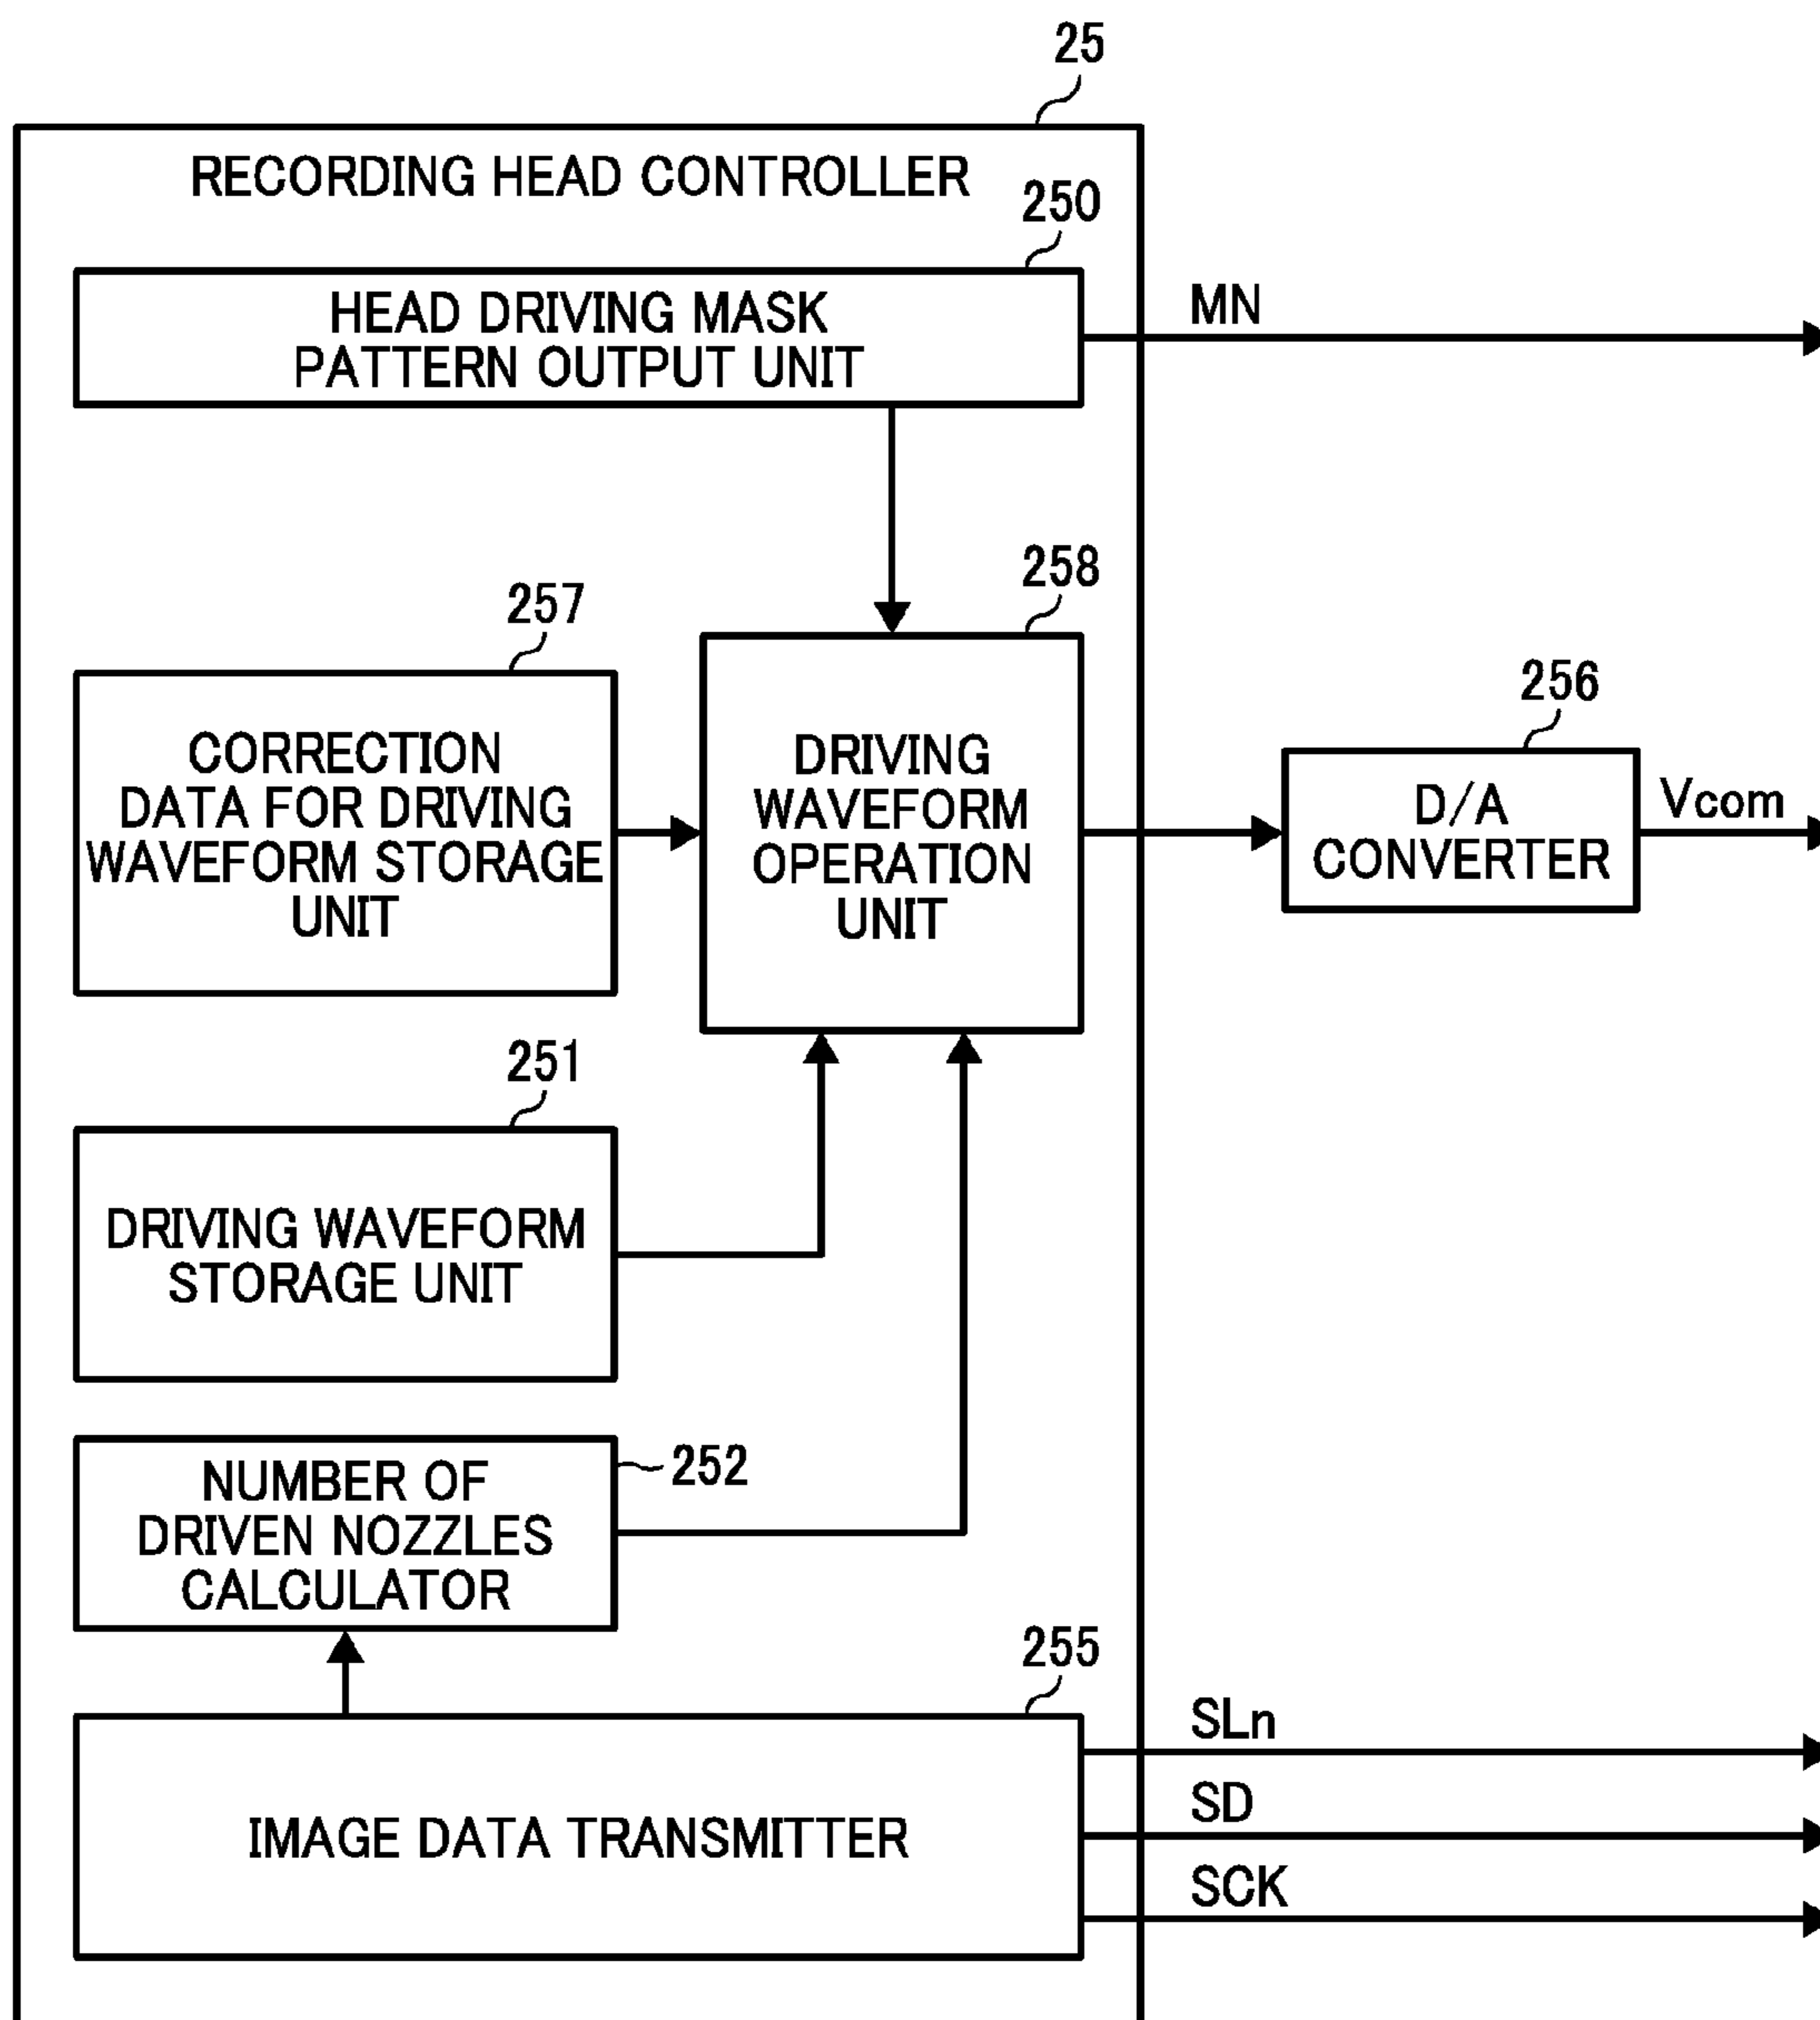 25
RECORDING HEAD CONTROLLER
250
HEAD DRIVING MASK
PATTERN OUTPUT UNIT
MN
257
CORRECTION
DATA FOR DRIVING
WAVEFORM STORAGE
UNIT
258
DRIVING
WAVEFORM
OPERATION
UNIT
256
D/A
CONVERTER
Vcom
251
DRIVING WAVEFORM
STORAGE UNIT
252
NUMBER OF
DRIVEN NOZZLES
CALCULATOR
255
IMAGE DATA TRANSMITTER
SLn
SD
SCK